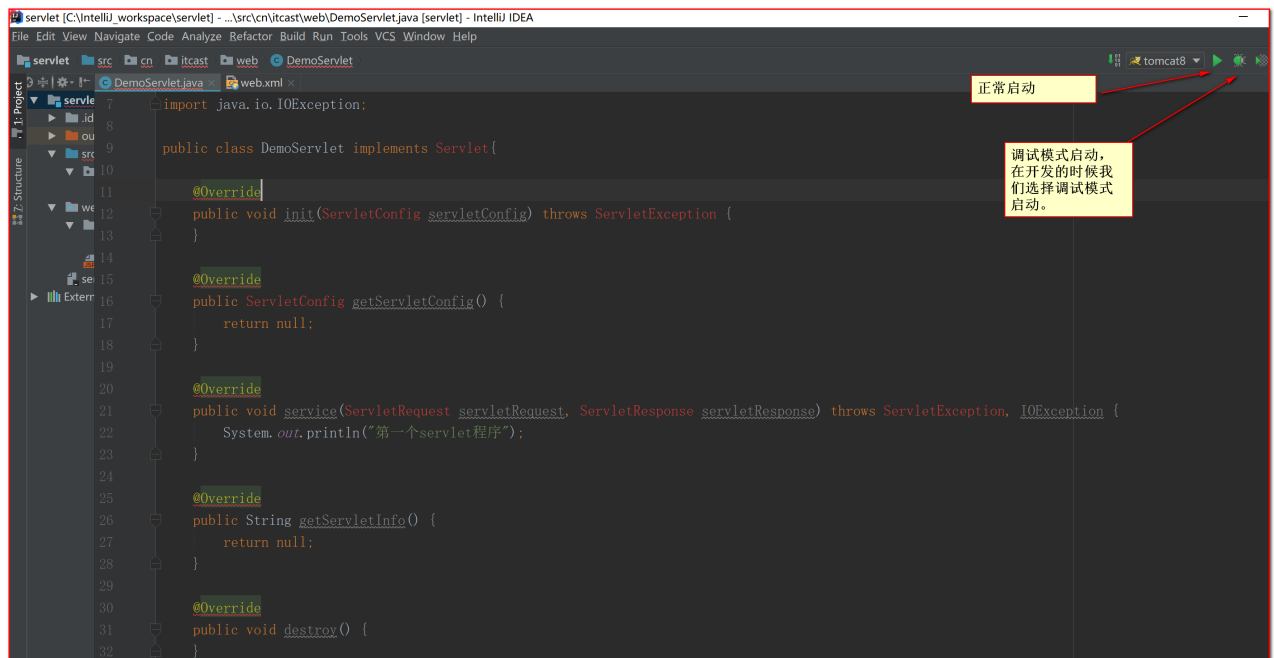 servlet [C:\IntelliJ_workspace\servlet] - ...\src\cn\itcast\web\DemoServlet.java [servlet] - IntelliJ IDEA
File Edit View Navigate Code Analyze Refactor Build Run Tools VCS Window Help
servlet src cn itcast web DemoServlet tomcat8
DemoServlet.java web.xml
正常启动
调试模式启动，
在开发的时候我
们选择调试模式
启动。
1: Project
7: Structure
servle
.id
ou
src
we
se
Extern
7 import java.io.IOException;
8
9 public class DemoServlet implements Servlet{
10
11 @Override
12 public void init(ServletConfig servletConfig) throws ServletException {
13 }
14
15 @Override
16 public ServletConfig getServletConfig() {
17 return null;
18 }
19
20 @Override
21 public void service(ServletRequest servletRequest, ServletResponse servletResponse) throws ServletException, IOException {
22 System.out.println("第一个servlet程序");
23 }
24
25 @Override
26 public String getServletInfo() {
27 return null;
28 }
29
30 @Override
31 public void destroy() {
32 }